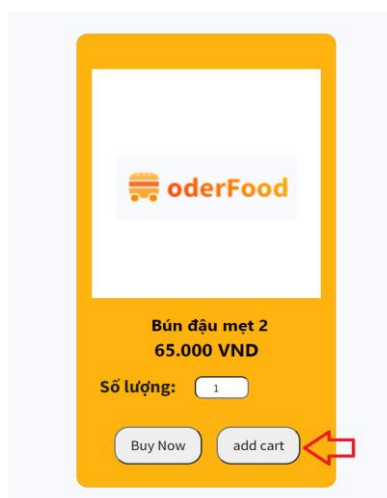 oderFood
Bún đậu mẹt 2
65.000 VND
Số lượng: 1
Buy Now add cart